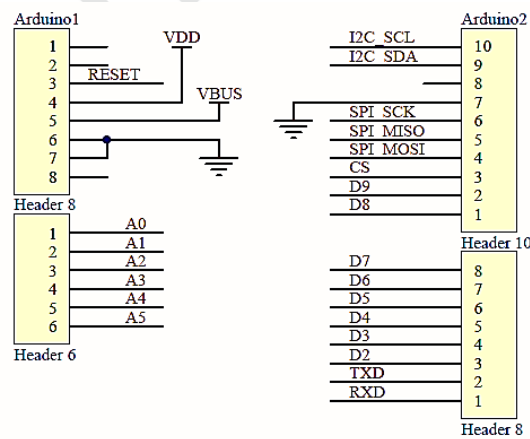 Arduino1
1
2
3
4
5
6
7
8
RESET
VDD
VBUS
Header 8
1
2
3
4
5
6
A0
A1
A2
A3
A4
A5
Header 6
Arduino2
I2C_SCL 10
I2C_SDA 9
8
7
SPI_SCK 6
SPI_MISO 5
SPI_MOSI 4
CS 3
D9 2
D8 1
Header 10
D7 8
D6 7
D5 6
D4 5
D3 4
D2 3
TXD 2
RXD 1
Header 8